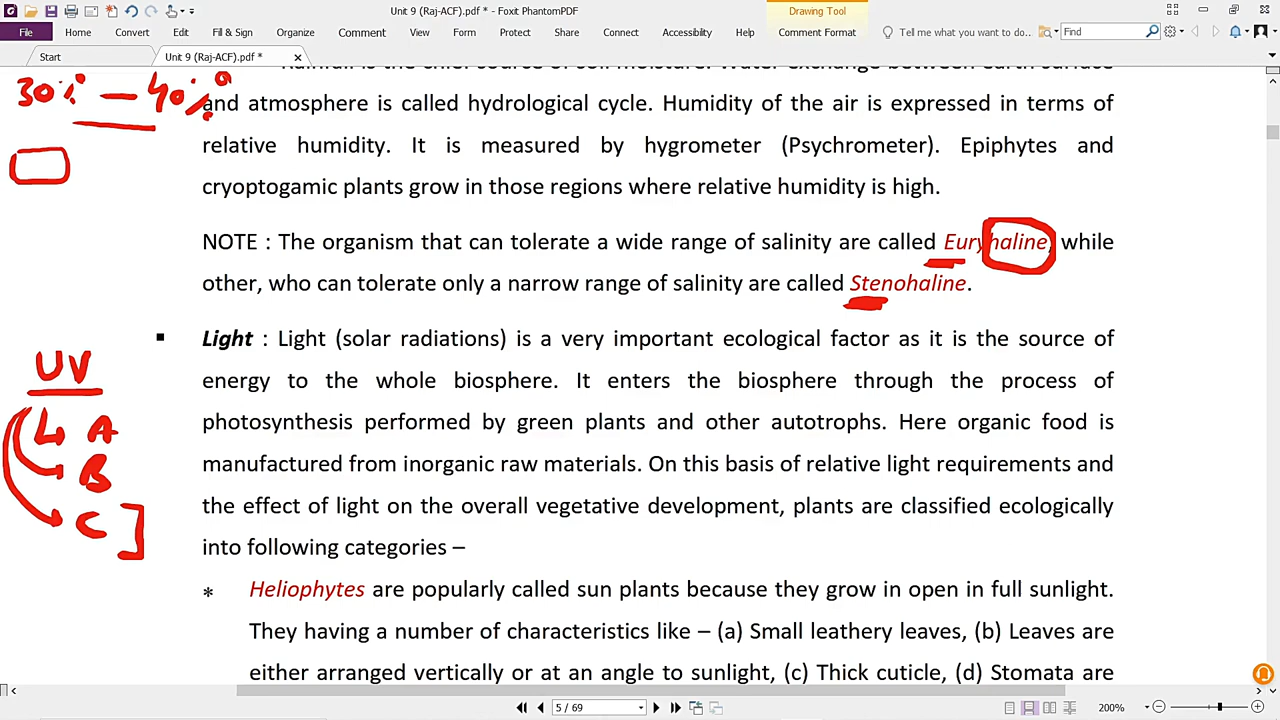 Unit 9 (Raj-ACF).pdf * - Foxit PhantomPDF
Drawing Tool
File Home Comment Edit Fill & Sign Organize Comment View Form Protect Share Connect Accessibility Help Comment Format Tell me what you want to do... Find
Start Unit 9 (Raj-ACF).pdf *
30% — 40%
and atmosphere is called hydrological cycle. Humidity of the air is expressed in terms of
relative humidity. It is measured by hygrometer (Psychrometer). Epiphytes and
cryoptogamic plants grow in those regions where relative humidity is high.
NOTE : The organism that can tolerate a wide range of salinity are called Euryhaline, while
other, who can tolerate only a narrow range of salinity are called Stenohaline.
Light : Light (solar radiations) is a very important ecological factor as it is the source of
energy to the whole biosphere. It enters the biosphere through the process of
photosynthesis performed by green plants and other autotrophs. Here organic food is
manufactured from inorganic raw materials. On this basis of relative light requirements and
the effect of light on the overall vegetative development, plants are classified ecologically
into following categories –
UV
A
B
C
* Heliophytes are popularly called sun plants because they grow in open in full sunlight.
They having a number of characteristics like – (a) Small leathery leaves, (b) Leaves are
either arranged vertically or at an angle to sunlight, (c) Thick cuticle, (d) Stomata are
5 / 69
200%